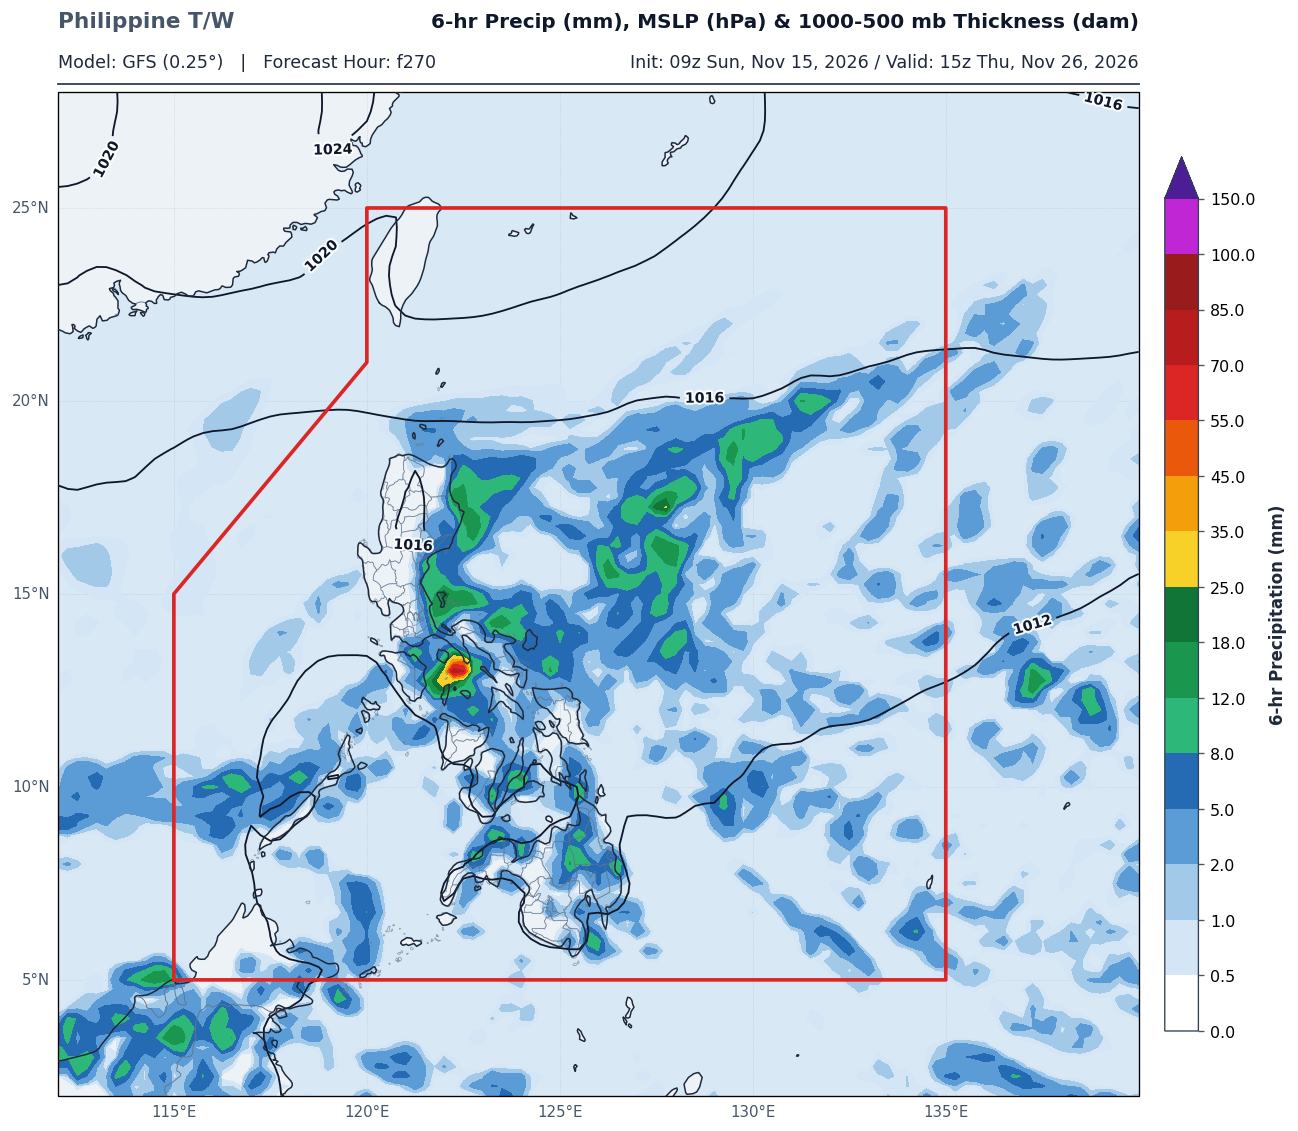 Philippine T/W
6-hr Precip (mm), MSLP (hPa) & 1000-500 mb Thickness (dam)
Model: GFS (0.25°) | Forecast Hour: f270
Init: 09z Sun, Nov 15, 2026 / Valid: 15z Thu, Nov 26, 2026
1016
1020
1024
1020
1016
1016
1012
25°N
20°N
15°N
10°N
5°N
115°E
120°E
125°E
130°E
135°E
150.0
100.0
85.0
70.0
55.0
45.0
35.0
25.0
18.0
12.0
8.0
5.0
2.0
1.0
0.5
0.0
6-hr Precipitation (mm)